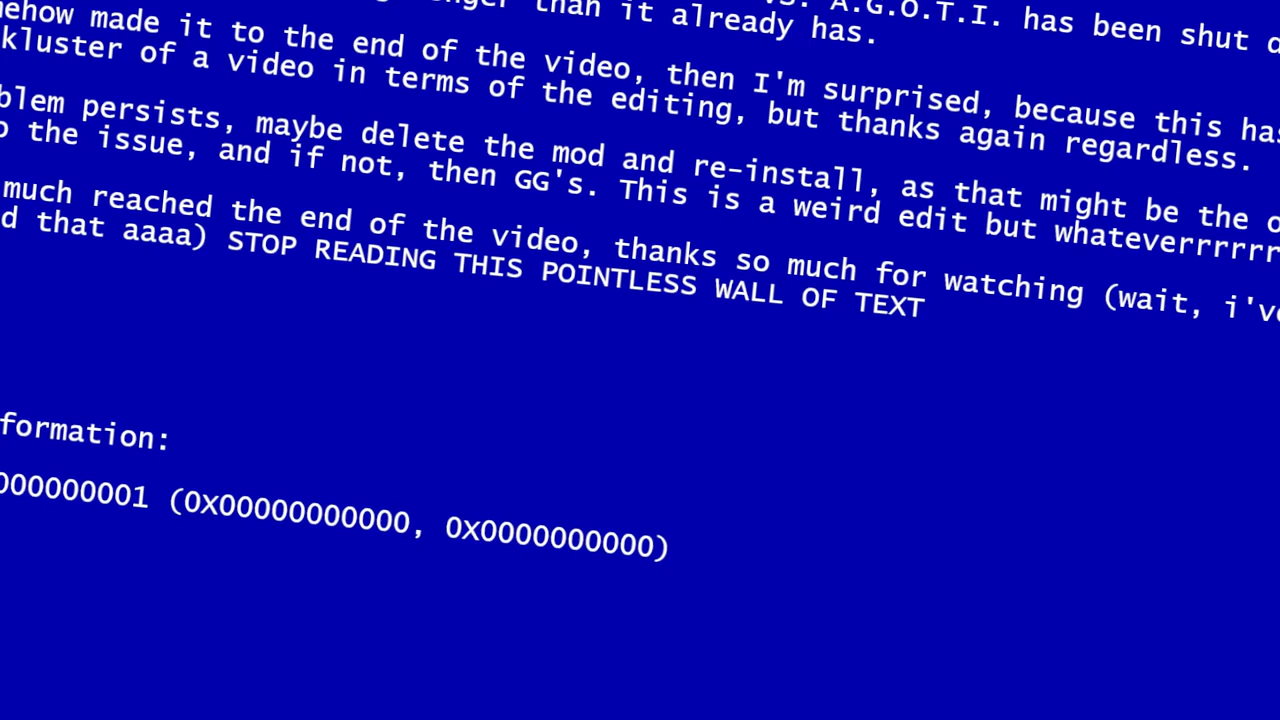 A.G.O.T.I. has been shut
than it already has.
made it to the end of the video, then I'm surprised, because this
kluster of a video in terms of the editing, but thanks again regardless.
persists, maybe delete the mod and re-install, as that might be the
the issue, and if not, then GG's. This is a weird edit but whateverrrrrr
much reached the end of the video, thanks so much for watching (wait, i've
that aaaa) STOP READING THIS POINTLESS WALL OF TEXT
formation:
000000001 (0X00000000000, 0X0000000000)